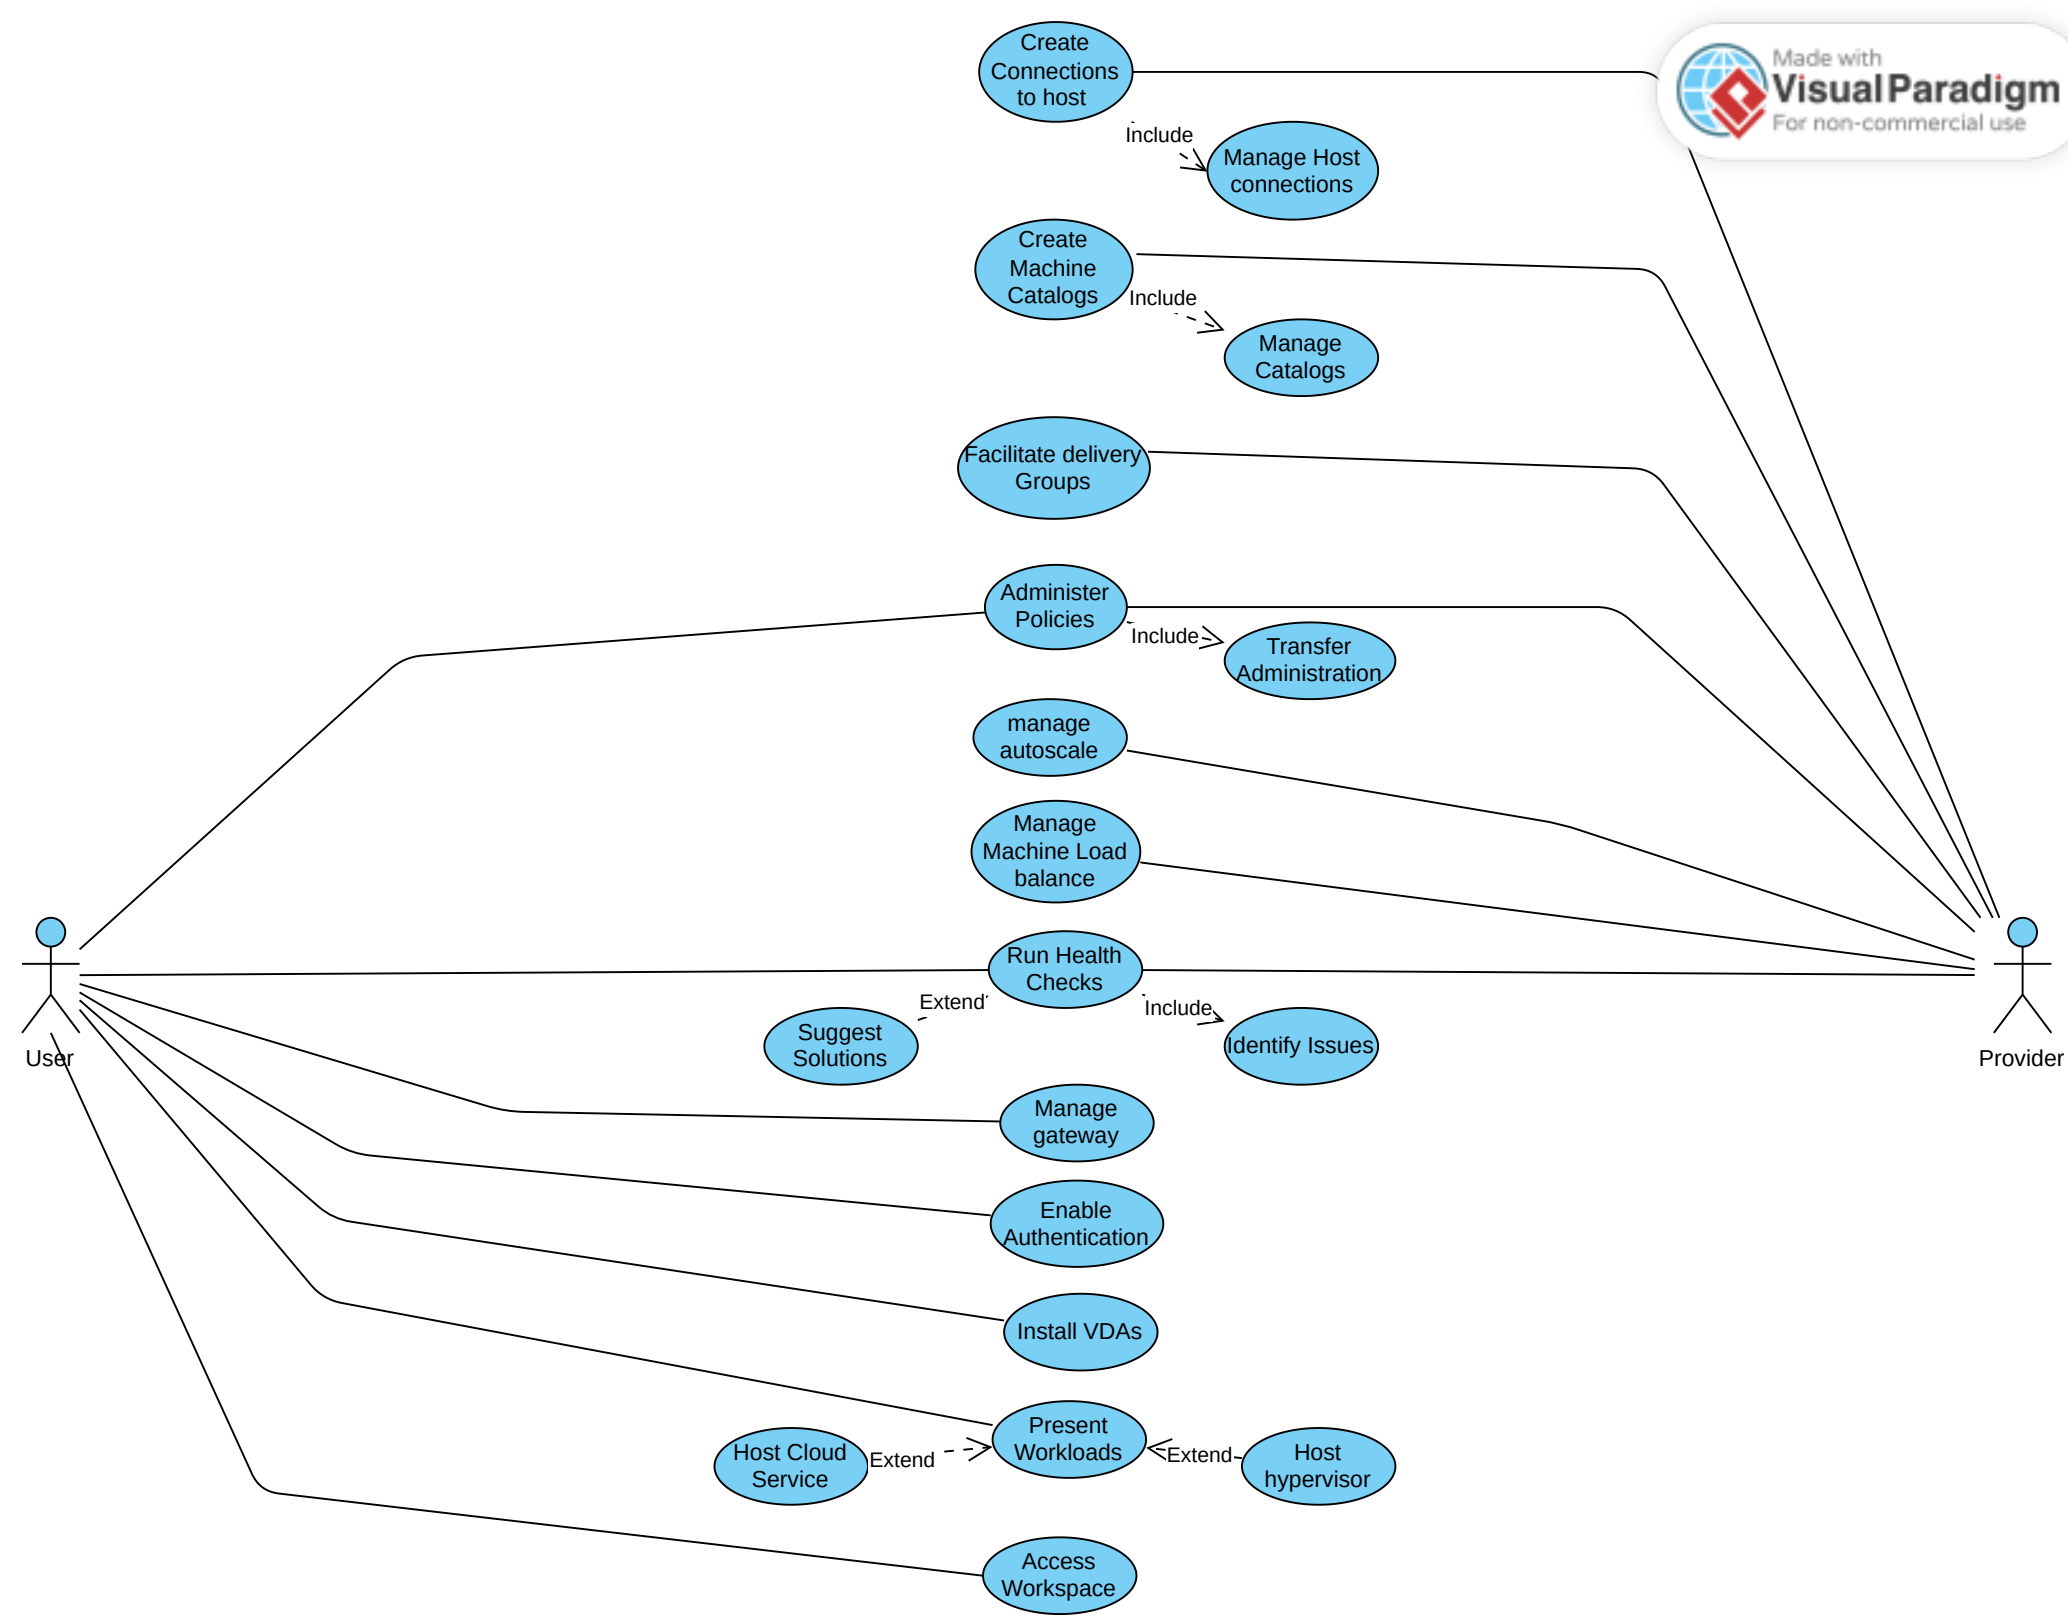 Create
Connections
to host
Made with
Visual Paradigm
For non-commercial use
Include
Manage Host
connections
Create
Machine
Catalogs
Include
Manage
Catalogs
Facilitate delivery
Groups
Administer
Policies
Include
Transfer
Administration
manage
autoscale
Manage
Machine Load
balance
Run Health
Checks
Extend
Include
Suggest
Solutions
Identify Issues
User
Provider
Manage
gateway
Enable
Authentication
Install VDAs
Present
Workloads
Host Cloud
Service
Extend
Extend
Host
hypervisor
Access
Workspace